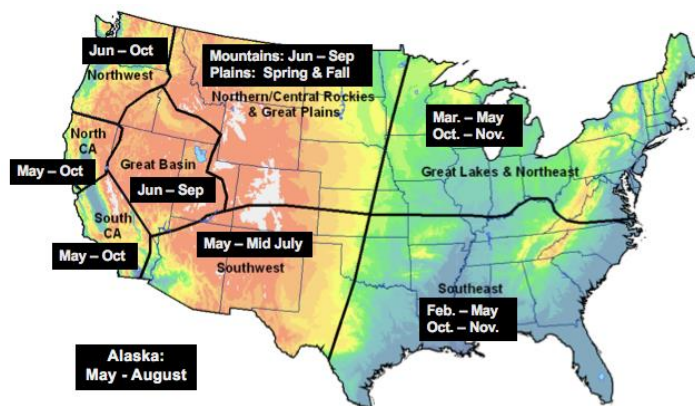 Jun – Oct
Northwest
Mountains: Jun – Sep
Plains: Spring & Fall
Northern/Central Rockies
& Great Plains
Mar. – May
Oct. – Nov.
Great Lakes & Northeast
North
CA
May – Oct
Great Basin
Jun – Sep
South
CA
May – Oct
May – Mid July
Southwest
Southeast
Feb. – May
Oct. – Nov.
Alaska:
May - August